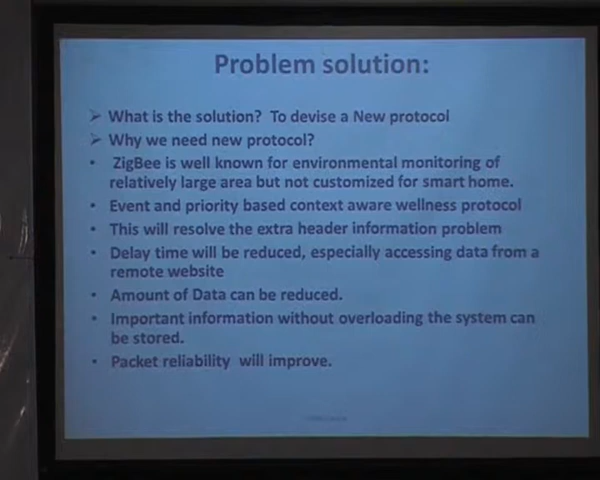 Problem solution:
➢ What is the solution? To devise a New protocol
➢ Why we need new protocol?
• ZigBee is well known for environmental monitoring of
relatively large area but not customized for smart home.
• Event and priority based context aware wellness protocol
• This will resolve the extra header information problem
• Delay time will be reduced, especially accessing data from a
remote website
• Amount of Data can be reduced.
• Important information without overloading the system can
be stored.
• Packet reliability will improve.